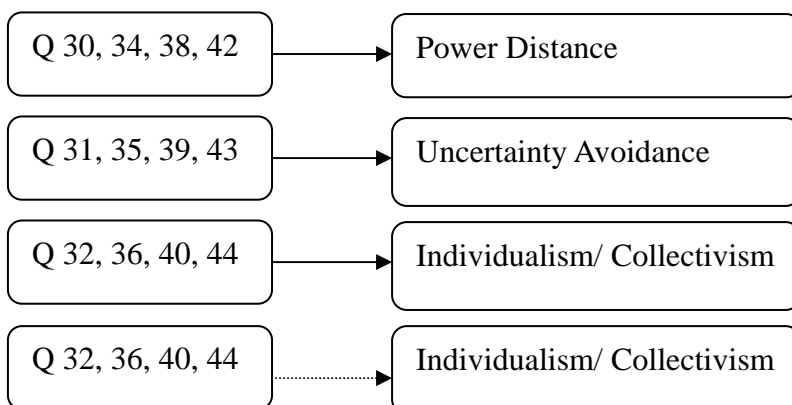 Q 30, 34, 38, 42
Power Distance
Q 31, 35, 39, 43
Uncertainty Avoidance
Q 32, 36, 40, 44
Individualism/ Collectivism
Q 32, 36, 40, 44
Individualism/ Collectivism